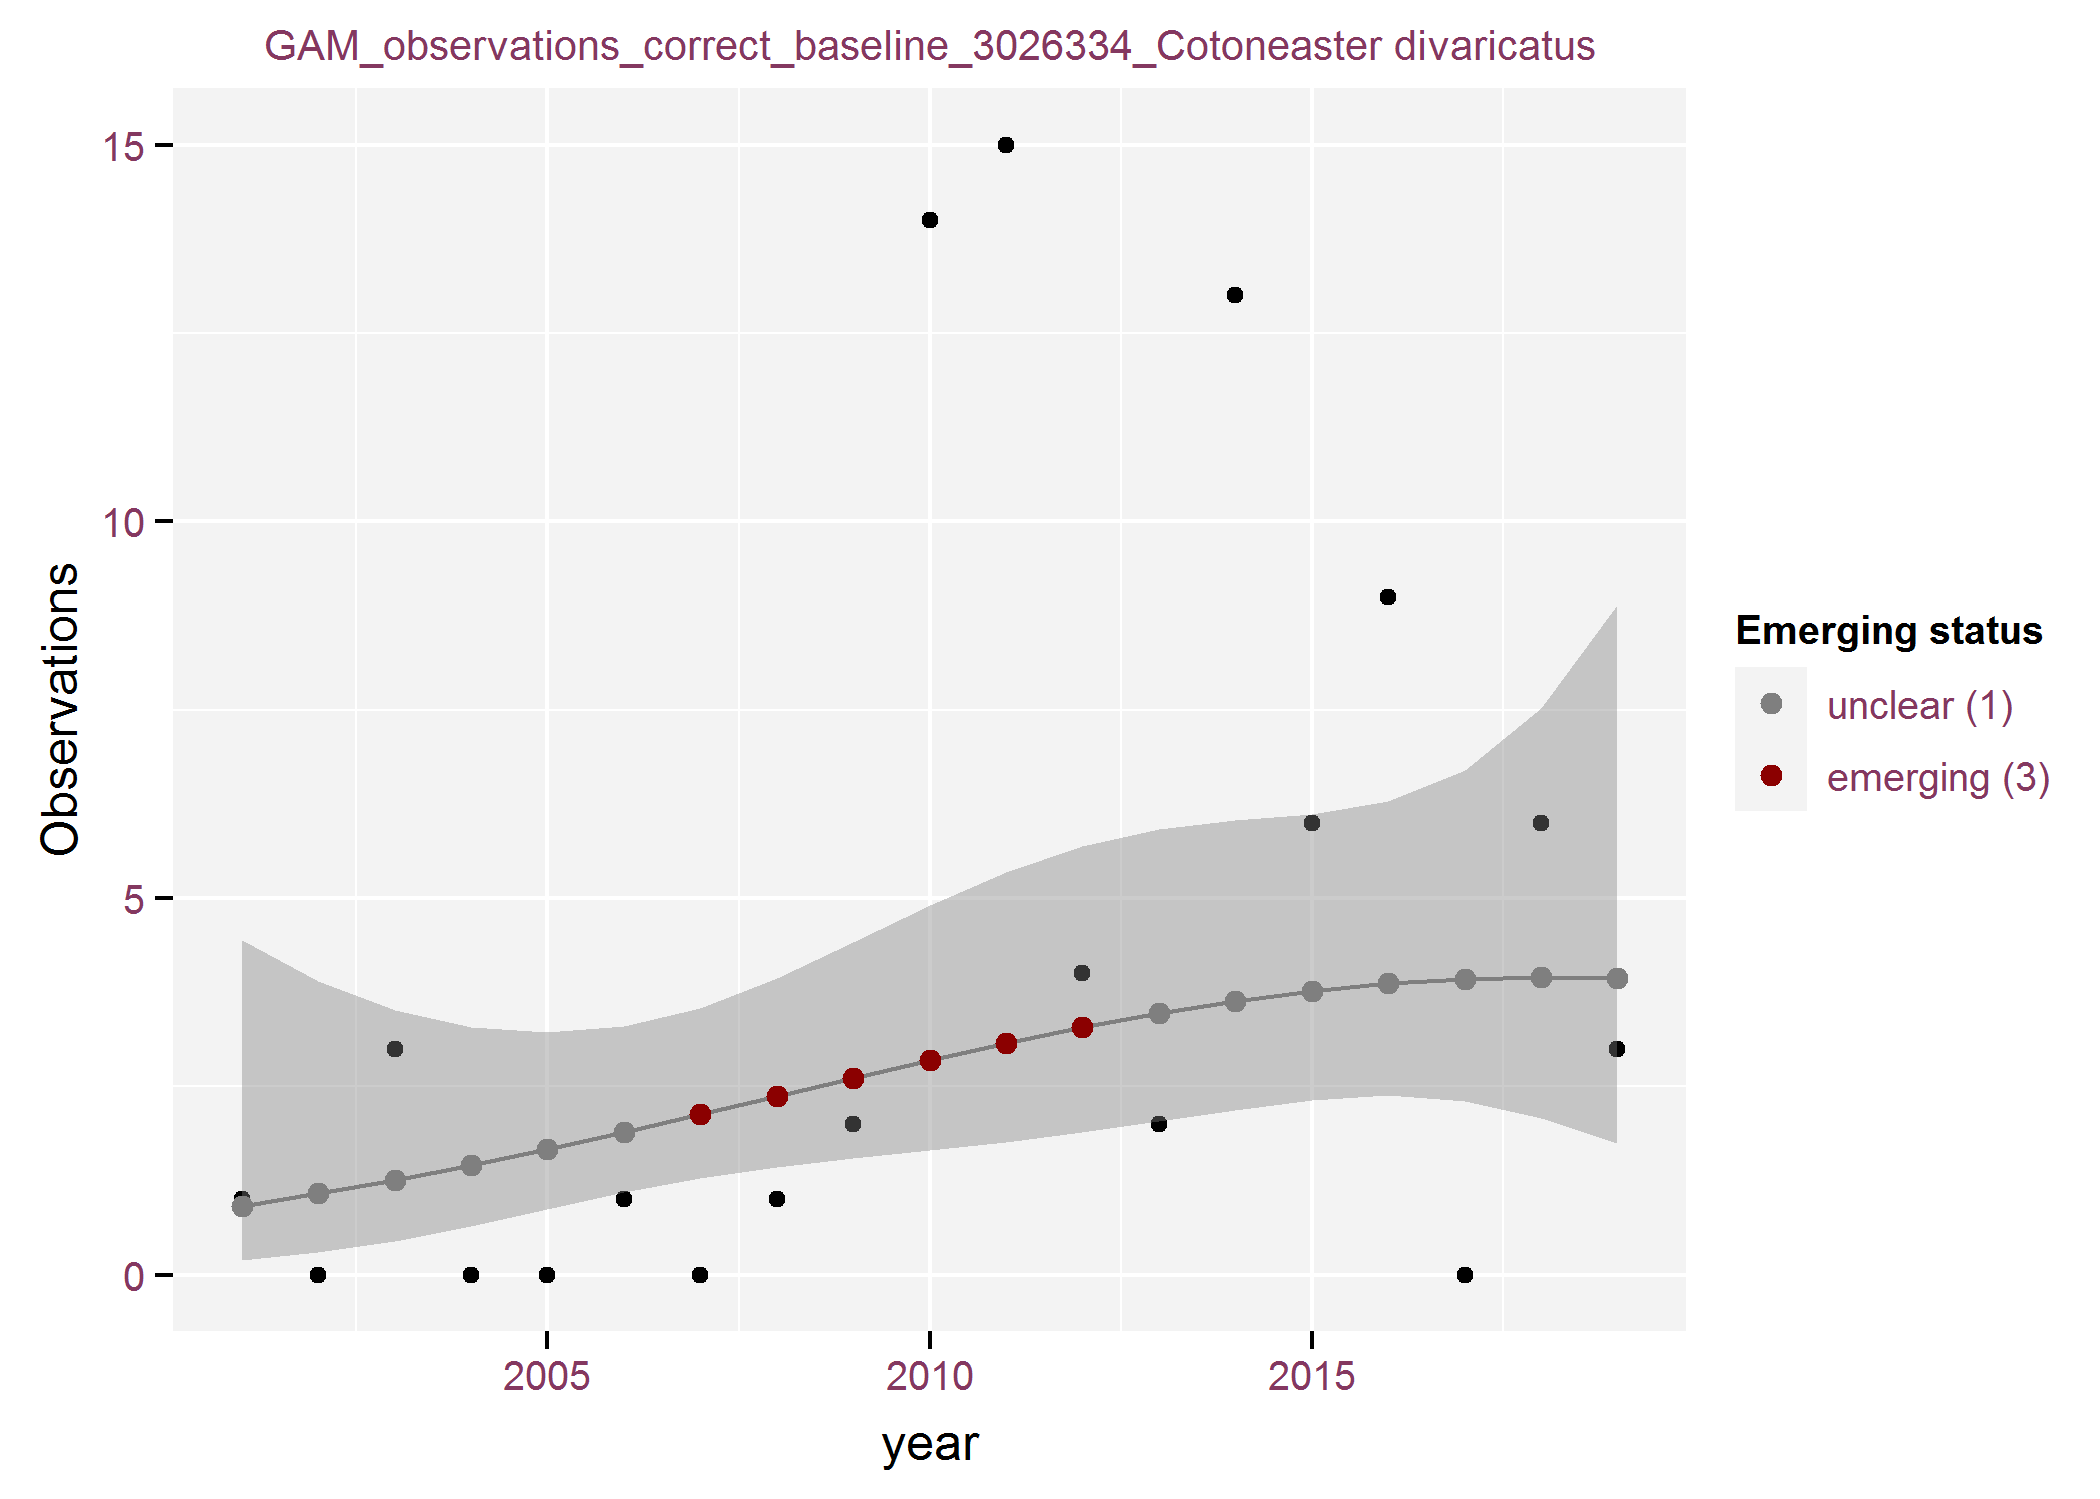 GAM_observations_correct_baseline_3026334_Cotoneaster divaricatus
15
10
5
0
Observations
2005
2010
2015
year
Emerging status
unclear (1)
emerging (3)